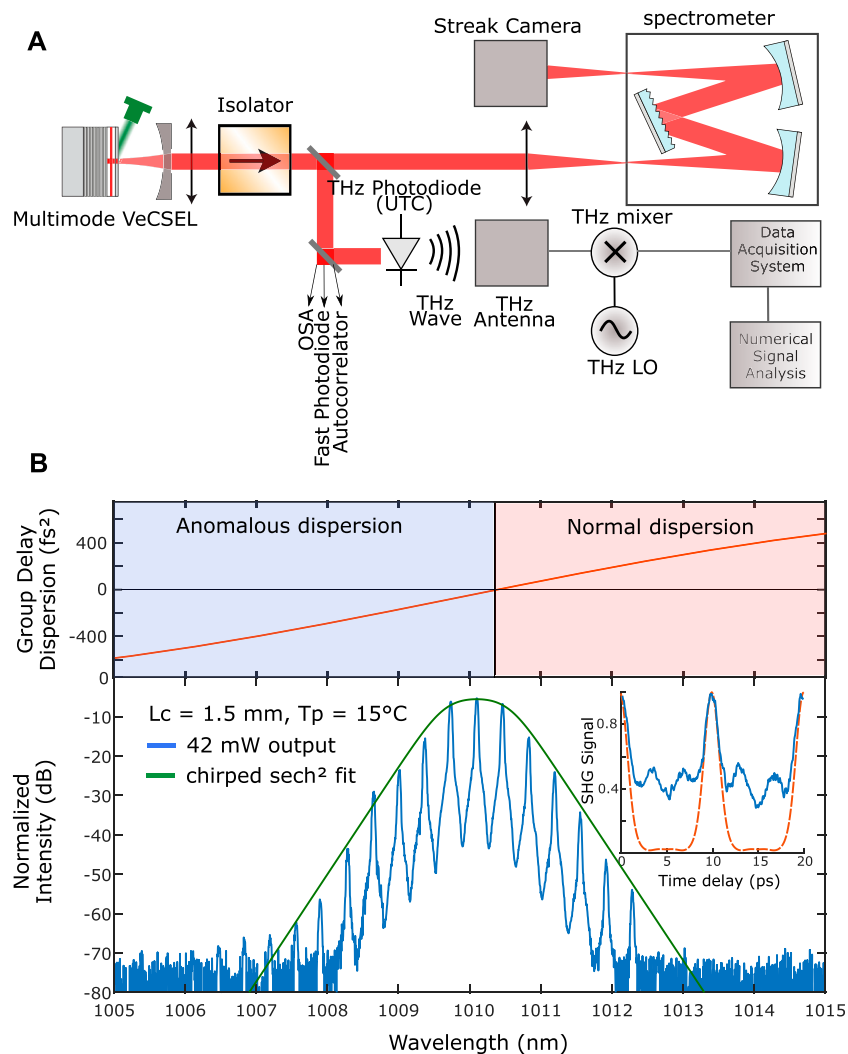 A
Streak Camera
spectrometer
Isolator
Multimode VeCSEL
THz Photodiode
(UTC)
THz
Wave
THz
Antenna
THz mixer
THz LO
Data
Acquisition
System
Numerical
Signal
Analysis
OSA
Fast Photodiode
Autocorrelator
B
Group Delay
Dispersion (fs²)
400
0
-400
0
Anomalous dispersion
Normal dispersion
Normalized
Intensity (dB)
-10
-20
-30
-40
-50
-60
-70
-80
Lc = 1.5 mm, Tp = 15°C
42 mW output
chirped sech² fit
SHG Signal
0.8
0.4
0 5 10 15 20
Time delay (ps)
1005 1006 1007 1008 1009 1010 1011 1012 1013 1014 1015
Wavelength (nm)